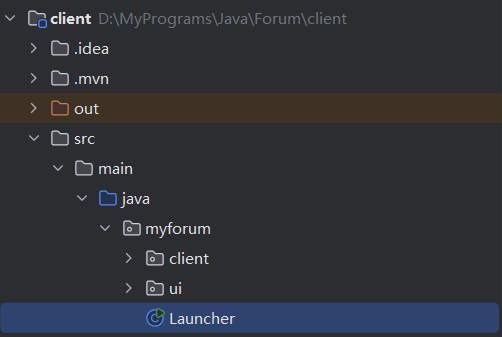 client D:\MyPrograms\Java\Forum\client
.idea
.mvn
out
src
main
java
myforum
client
ui
Launcher